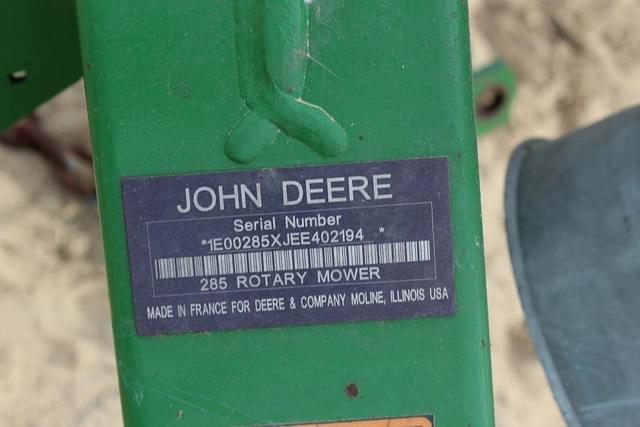 JOHN DEERE
Serial Number
*1E00285XJEE402194 *
285 ROTARY MOWER
MADE IN FRANCE FOR DEERE & COMPANY MOLINE, ILLINOIS USA